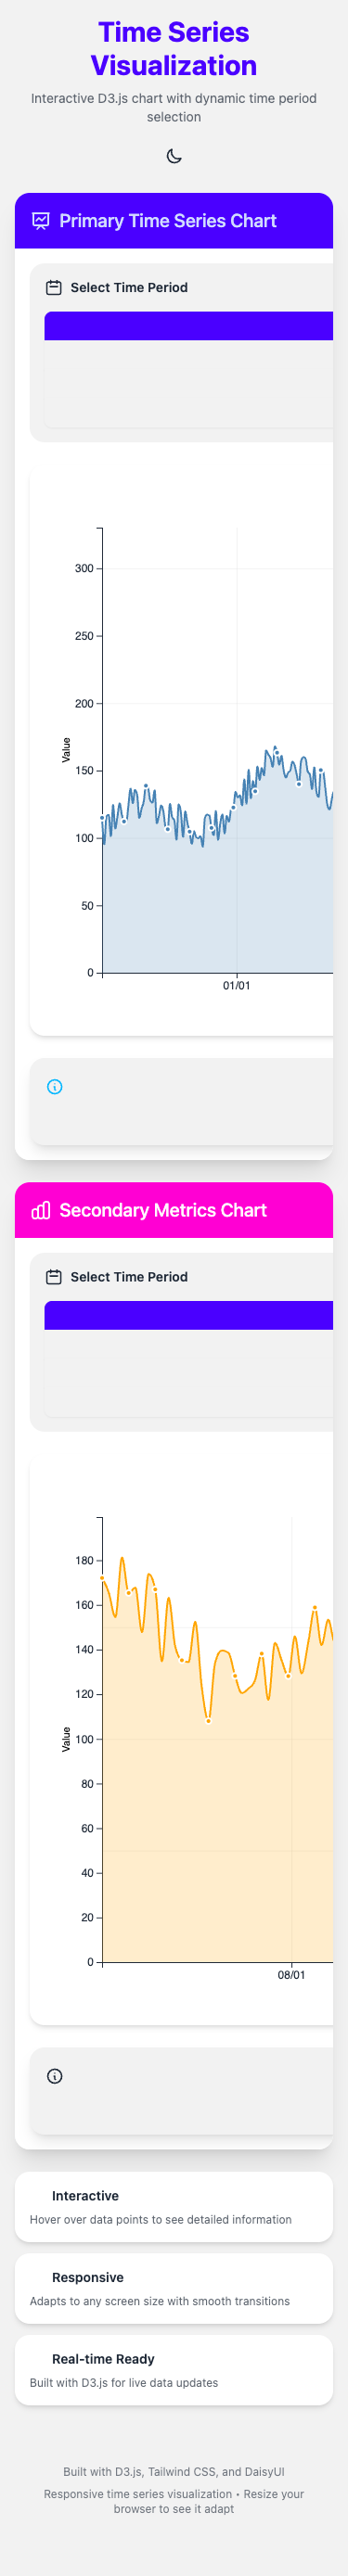 Time Series
Visualization
Interactive D3.js chart with dynamic time period
selection
Primary Time Series Chart
Select Time Period
300
250
200
150
100
50
0
Value
01/01
Secondary Metrics Chart
Select Time Period
180
160
140
120
100
80
60
40
20
0
Value
08/01
Interactive
Hover over data points to see detailed information
Responsive
Adapts to any screen size with smooth transitions
Real-time Ready
Built with D3.js for live data updates
Built with D3.js, Tailwind CSS, and DaisyUI
Responsive time series visualization • Resize your
browser to see it adapt